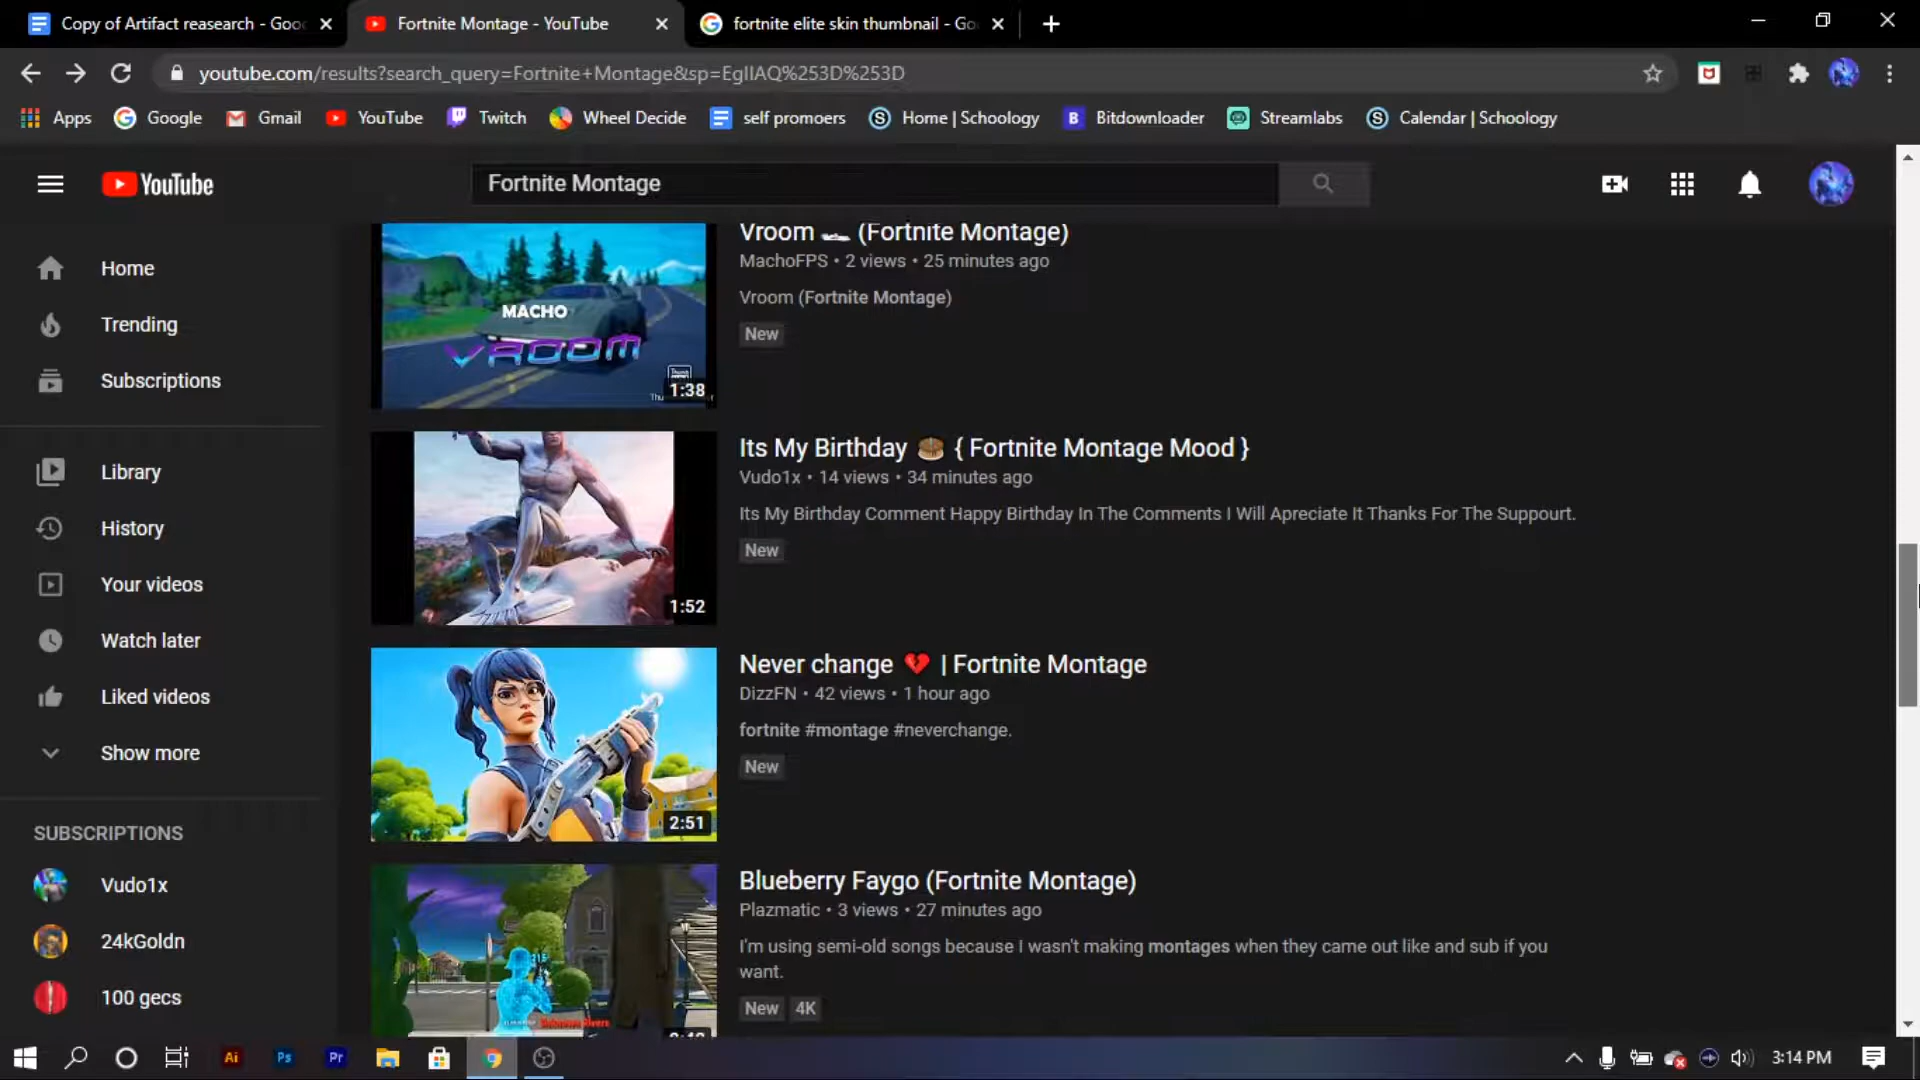 Copy of Artifact reasearch - Goo
Fortnite Montage - YouTube
fortnite elite skin thumbnail - Go
youtube.com/results?search_query=Fortnite+Montage&sp=EgIIAQ%253D%253D
Apps
Google
Gmail
YouTube
Twitch
Wheel Decide
self promoers
Home | Schoology
Bitdownloader
Streamlabs
Calendar | Schoology
YouTube
Fortnite Montage
Home
Trending
Subscriptions
Library
History
Your videos
Watch later
Liked videos
Show more
SUBSCRIPTIONS
Vudo1x
24kGoldn
100 gecs
MACHO
VROOM
1:38
Vroom 🏎 (Fortnite Montage)
MachoFPS • 2 views • 25 minutes ago
Vroom (Fortnite Montage)
New
1:52
Its My Birthday 🎂 { Fortnite Montage Mood }
Vudo1x • 14 views • 34 minutes ago
Its My Birthday Comment Happy Birthday In The Comments I Will Apreciate It Thanks For The Suppourt.
New
2:51
Never change 💔 | Fortnite Montage
DizzFN • 42 views • 1 hour ago
fortnite #montage #neverchange.
New
Blueberry Faygo (Fortnite Montage)
Plazmatic • 3 views • 27 minutes ago
I'm using semi-old songs because I wasn't making montages when they came out like and sub if you
want.
New 4K
Ai
Ps
Pr
3:14 PM